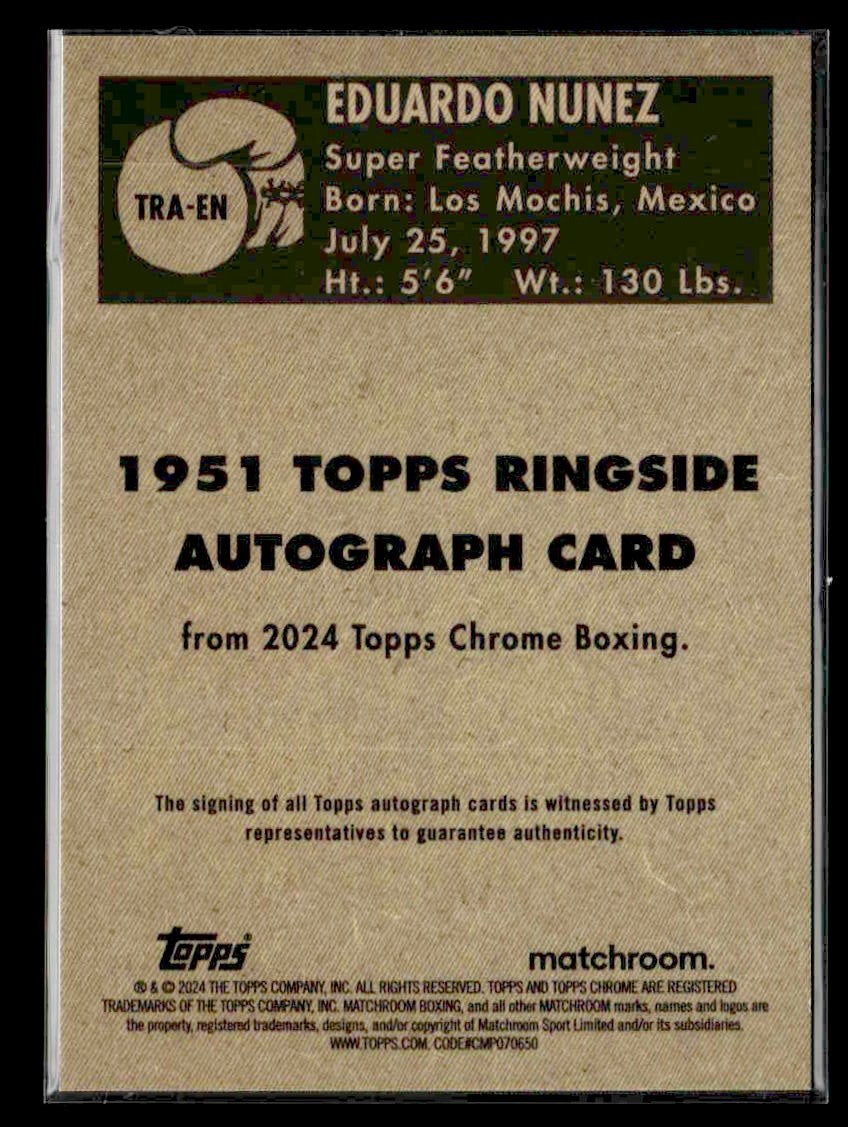 EDUARDO NUNEZ
TRA-EN
Super Featherweight
Born: Los Mochis, Mexico
July 25, 1997
Ht.: 5'6" Wt.: 130 Lbs.
1951 TOPPS RINGSIDE
AUTOGRAPH CARD
from 2024 Topps Chrome Boxing.
The signing of all Topps autograph cards is witnessed by Topps
representatives to guarantee authenticity.
topps®
matchroom.
® & © 2024 THE TOPPS COMPANY, INC. ALL RIGHTS RESERVED. TOPPS AND TOPPS CHROME ARE REGISTERED
TRADEMARKS OF THE TOPPS COMPANY, INC. MATCHROOM BOXING, and all other MATCHROOM marks, names and logos are
the property, registered trademarks, designs, and/or copyright of Matchroom Sport Limited and/or its subsidiaries.
WWW.TOPPS.COM. CODE#CMP070650